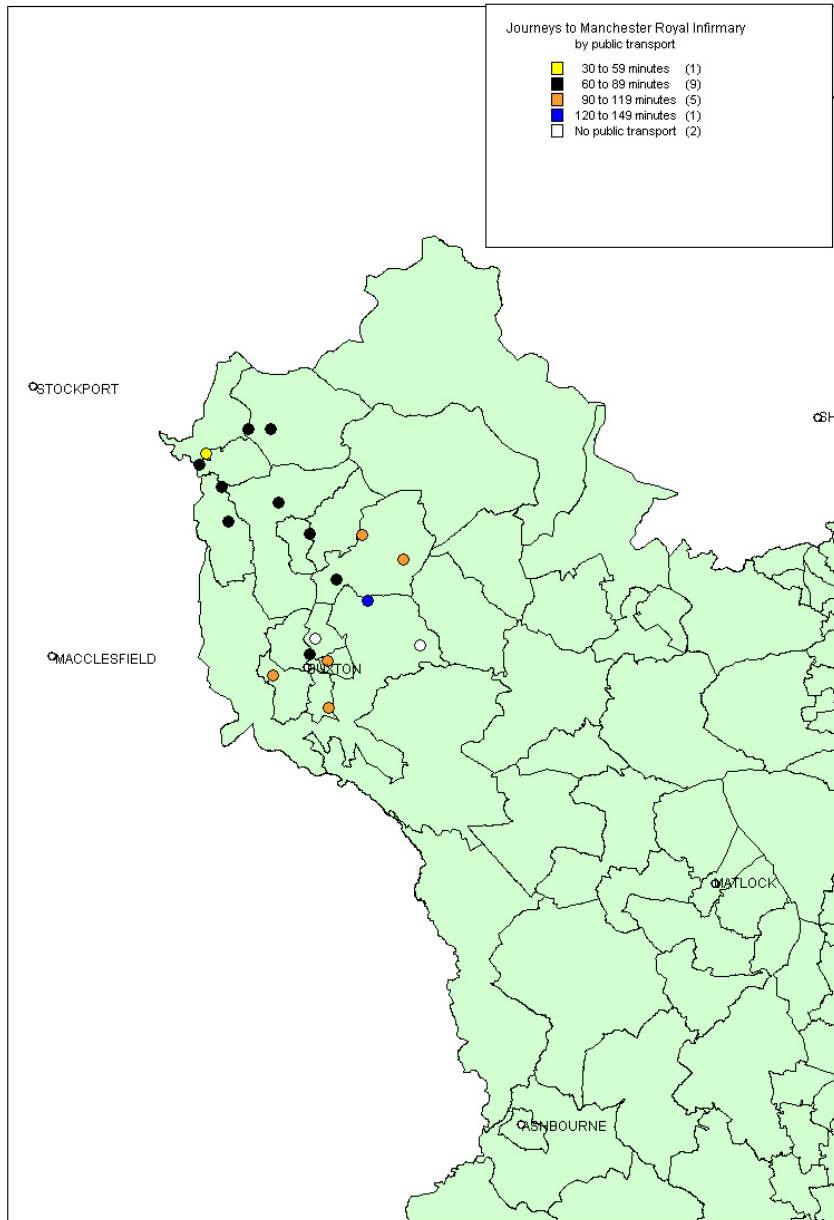 Journeys to Manchester Royal Infirmary
by public transport
30 to 59 minutes (1)
60 to 89 minutes (9)
90 to 119 minutes (5)
120 to 149 minutes (1)
No public transport (2)
STOCKPORT
SH
MACCLESFIELD
BUXTON
MATLOCK
ASHBOURNE